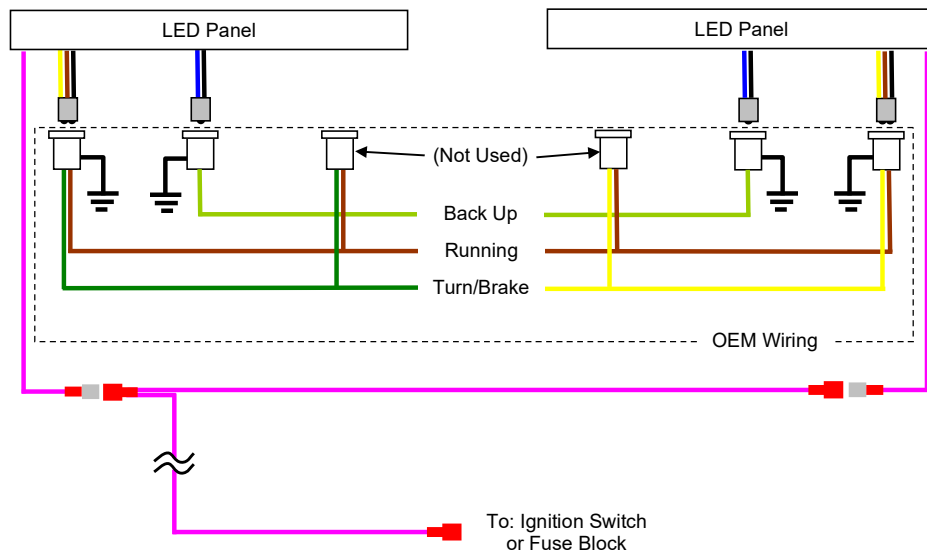 LED Panel
LED Panel
(Not Used)
Back Up
Running
Turn/Brake
OEM Wiring
To: Ignition Switch
or Fuse Block